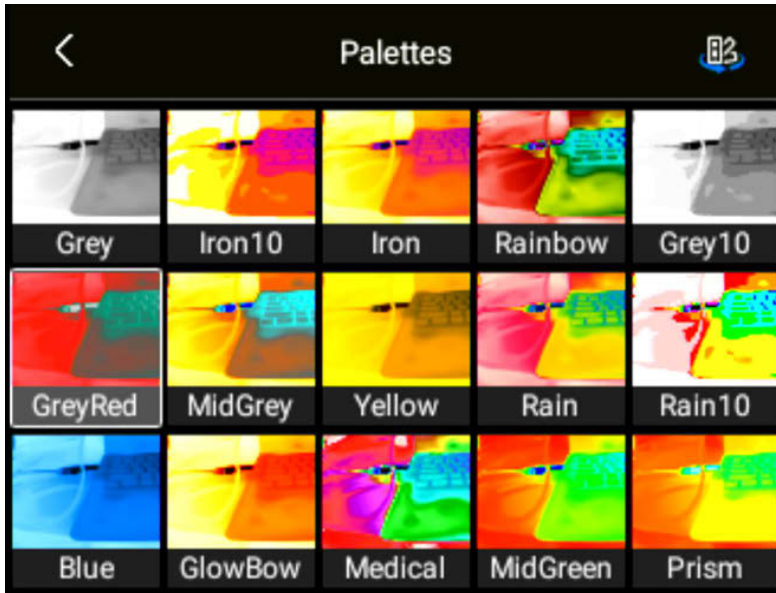 Palettes
Grey Iron10 Iron Rainbow Grey10
GreyRed MidGrey Yellow Rain Rain10
Blue GlowBow Medical MidGreen Prism